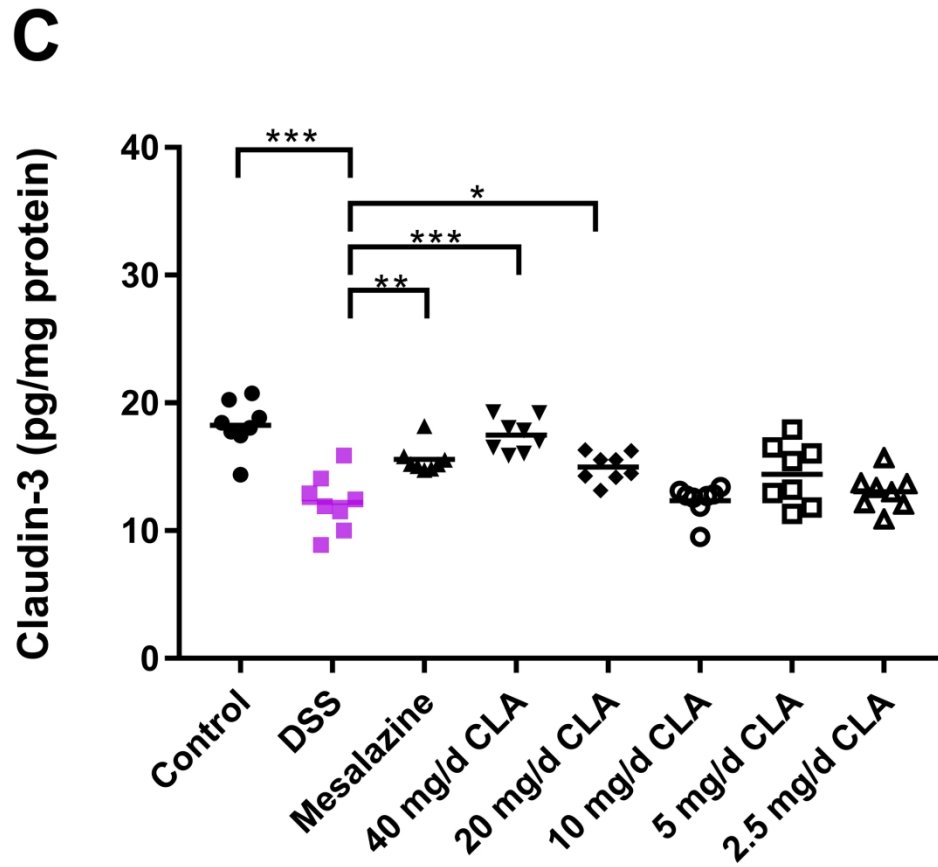 C
Claudin-3 (pg/mg protein)
40
30
20
10
0
***
*
***
**
Control
DSS
Mesalazine
40 mg/d CLA
20 mg/d CLA
10 mg/d CLA
5 mg/d CLA
2.5 mg/d CLA